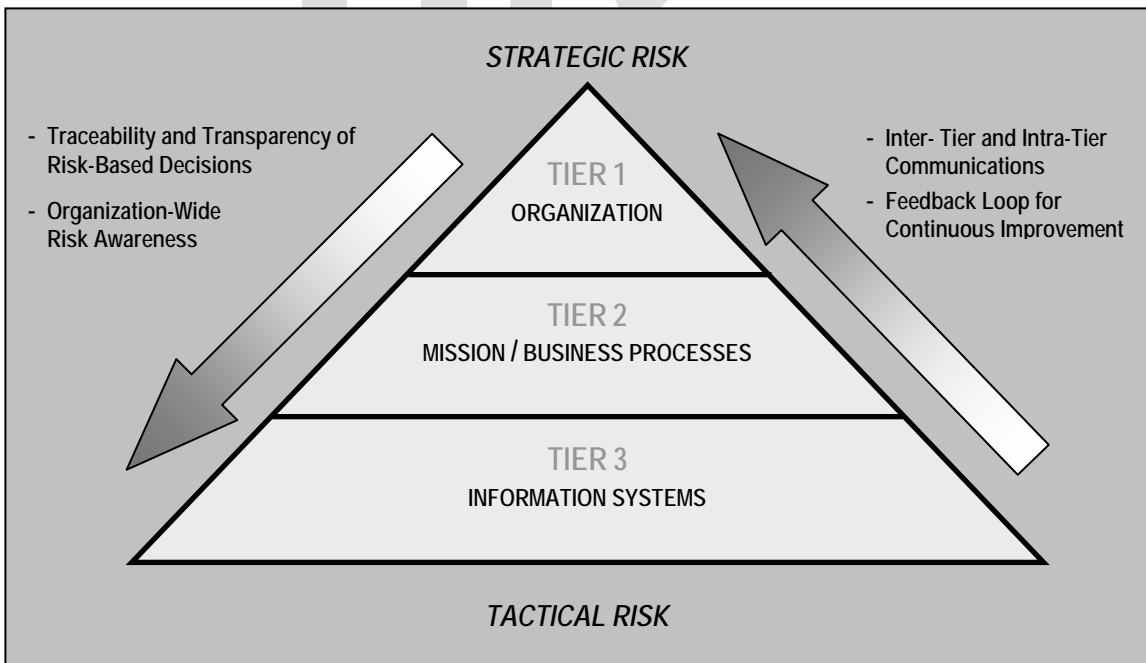 STRATEGIC RISK
- Traceability and Transparency of
Risk-Based Decisions
- Organization-Wide
Risk Awareness
- Inter- Tier and Intra-Tier
Communications
- Feedback Loop for
Continuous Improvement
TIER 1
ORGANIZATION
TIER 2
MISSION / BUSINESS PROCESSES
TIER 3
INFORMATION SYSTEMS
TACTICAL RISK